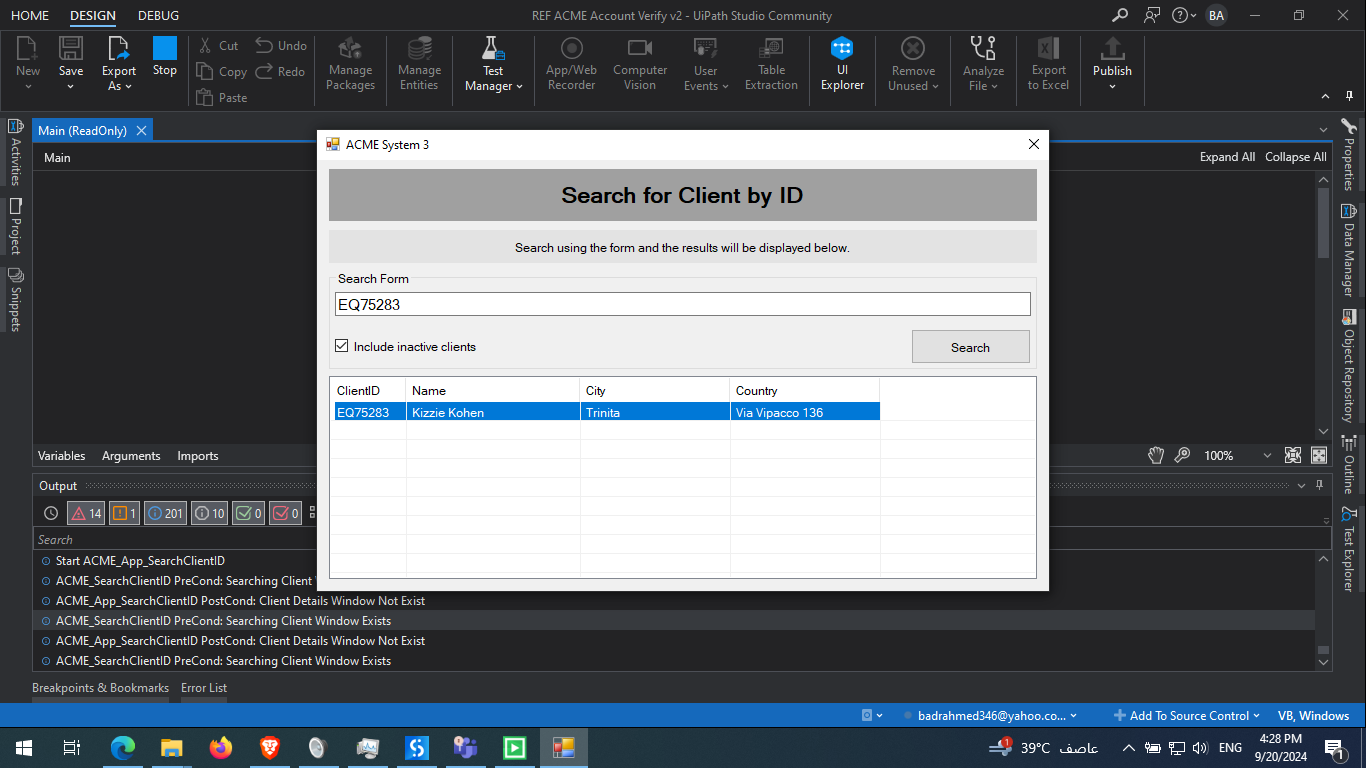 HOME DESIGN DEBUG REF ACME Account Verify v2 - UiPath Studio Community BA
New Save Export As Stop Cut Copy Paste Undo Redo Manage Packages Manage Entities Test Manager App/Web Recorder Computer Vision User Events Table Extraction UI Explorer Remove Unused Analyze File Export to Excel Publish
Main (ReadOnly)
Main Expand All Collapse All
Activities
Project
Snippets
Properties
Data Manager
Object Repository
Outline
Test Explorer
ACME System 3
Search for Client by ID
Search using the form and the results will be displayed below.
Search Form
EQ75283
Include inactive clients Search
ClientID Name City Country
EQ75283 Kizzie Kohen Trinita Via Vipacco 136
Variables Arguments Imports 100%
Output
14 1 201 10 0 0
Search
Start ACME_App_SearchClientID
ACME_SearchClientID PreCond: Searching Client
ACME_App_SearchClientID PostCond: Client Details Window Not Exist
ACME_SearchClientID PreCond: Searching Client Window Exists
ACME_App_SearchClientID PostCond: Client Details Window Not Exist
ACME_SearchClientID PreCond: Searching Client Window Exists
Breakpoints & Bookmarks Error List
badrahmed346@yahoo.co... Add To Source Control VB, Windows
1 39°C عاصف ENG 4:28 PM
9/20/2024 1